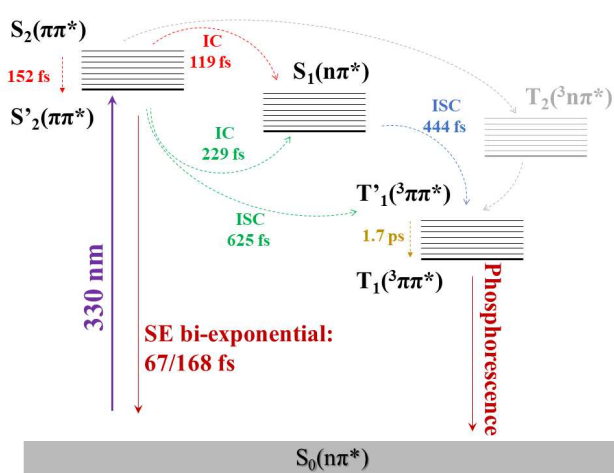 S₂(ππ*)
152 fs
S'₂(ππ*)
IC
119 fs
S₁(nπ*)
ISC
444 fs
T₂(³nπ*)
IC
229 fs
ISC
625 fs
T'₁(³ππ*)
1.7 ps
T₁(³ππ*)
330 nm
SE bi-exponential:
67/168 fs
Phosphorescence
S₀(nπ*)